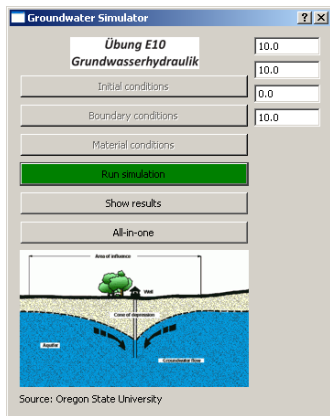 Groundwater Simulator
Übung E10
Grundwasserhydraulik
10.0
10.0
0.0
10.0
Initial conditions
Boundary conditions
Material conditions
Run simulation
Show results
All-in-one
Area of influence
Well
Cone of depression
Aquifer
Groundwater flow
Source: Oregon State University